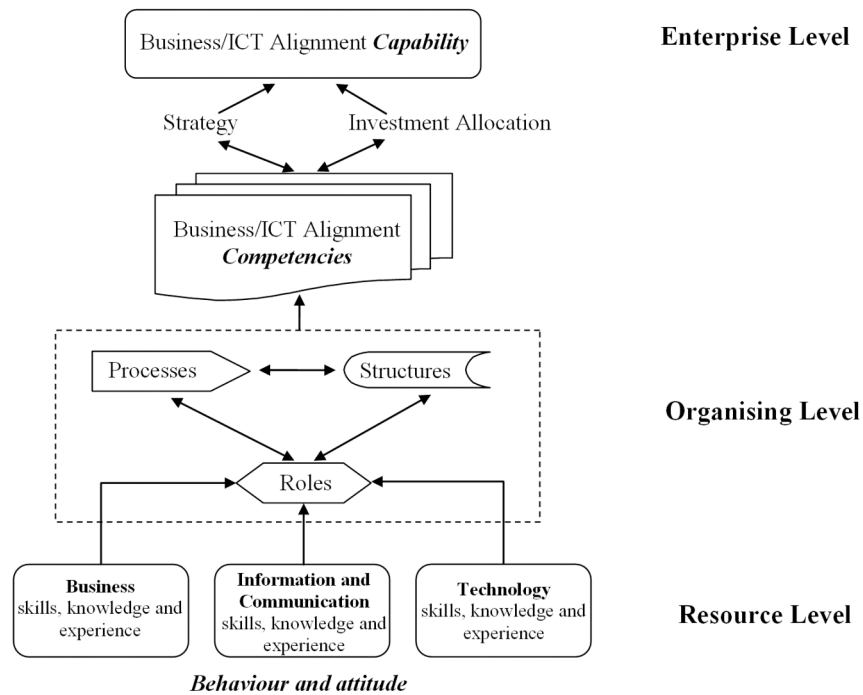 Business/ICT Alignment Capability
Enterprise Level
Strategy
Investment Allocation
Business/ICT Alignment
Competencies
Processes
Structures
Organising Level
Roles
Business
skills, knowledge and
experience
Information and
Communication
skills, knowledge and
experience
Technology
skills, knowledge and
experience
Resource Level
Behaviour and attitude